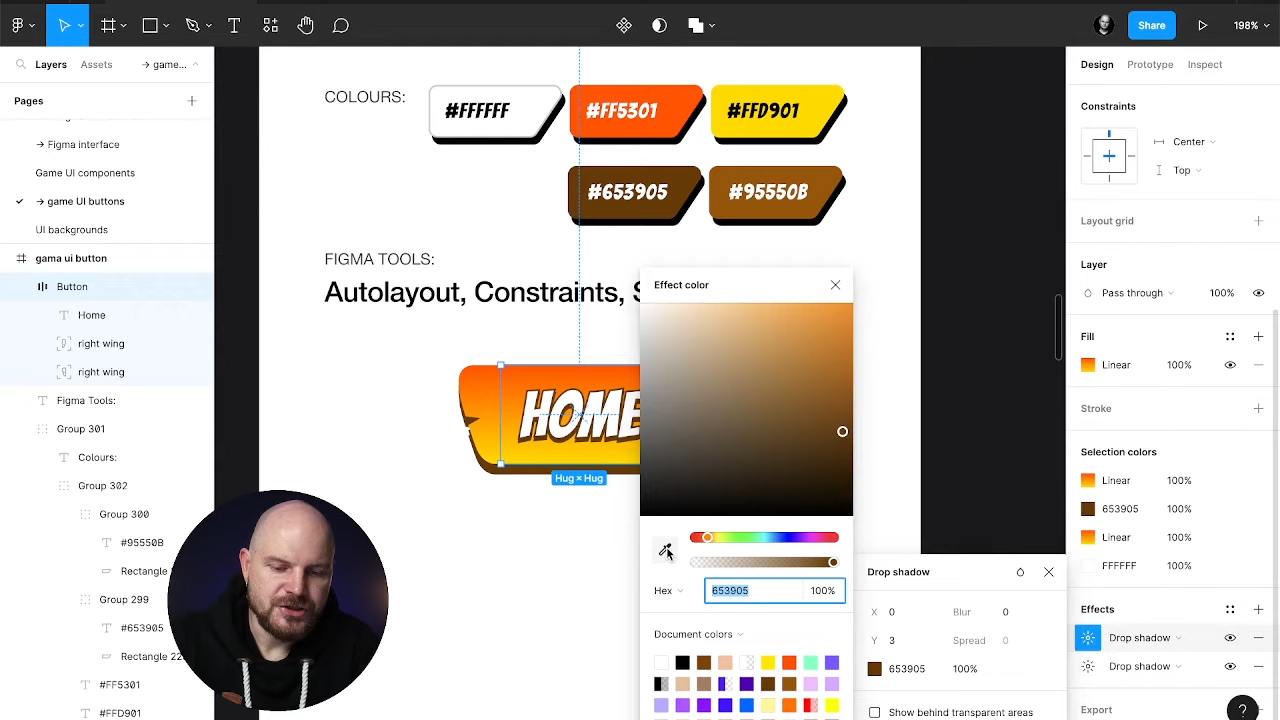 Share
198%
Layers
Assets
→ game...
Pages
→ Figma interface
Game UI components
→ game UI buttons
UI backgrounds
gama ui button
Button
Home
right wing
right wing
Figma Tools:
Group 301
Colours:
Group 302
Group 300
#95550B
Rectangle
Group 299
#653905
Rectangle 22
#FF5301
#FFD901
COLOURS:
#FFFFFF
#FF5301
#FFD901
#653905
#95550B
FIGMA TOOLS:
Autolayout, Constraints, S
HOME
Hug × Hug
Effect color
Hex
653905
100%
Document colors
Drop shadow
X
0
Blur
0
Y
3
Spread
0
653905
100%
Show behind transparent areas
Design
Prototype
Inspect
Constraints
Center
Top
Layout grid
Layer
Pass through
100%
Fill
Linear
100%
Stroke
Selection colors
Linear
100%
653905
100%
Linear
100%
FFFFFF
100%
Effects
Drop shadow
Drop shadow
Export
?